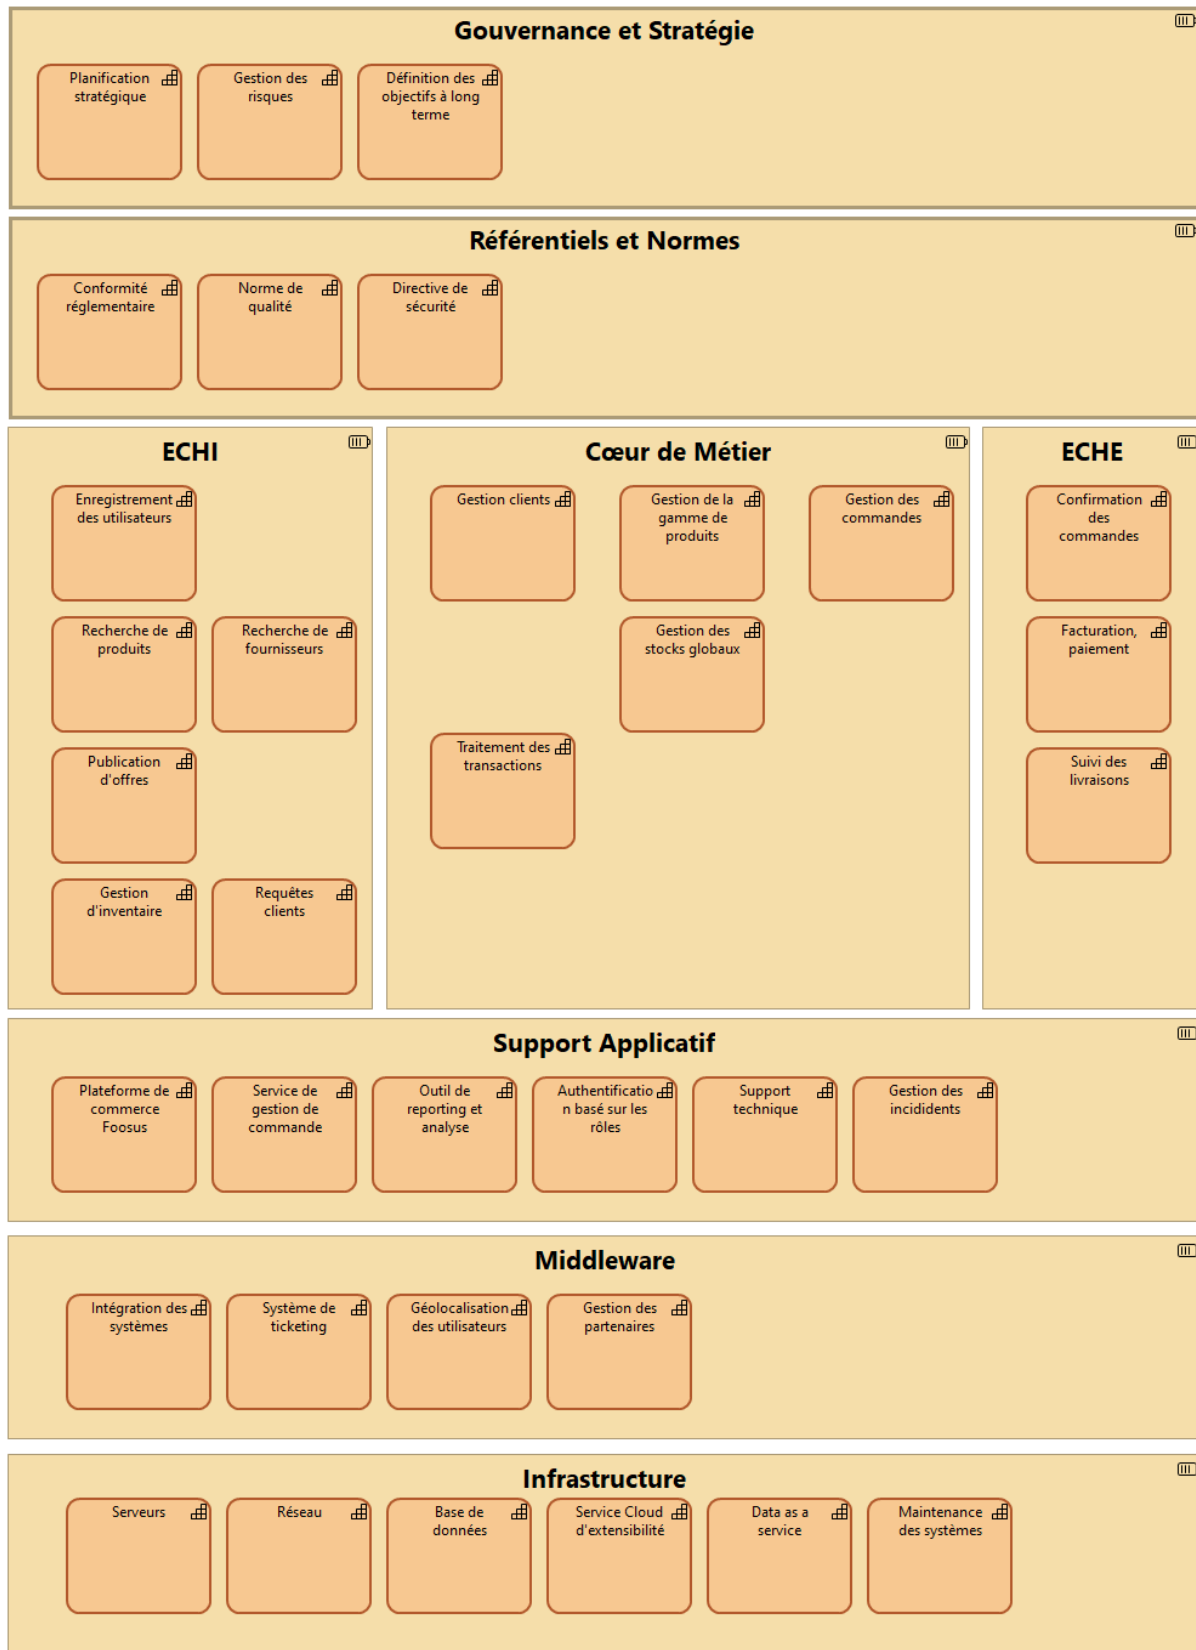 Gouvernance et Stratégie
Planification
stratégique
Gestion des
risques
Définition des
objectifs à long
terme
Référentiels et Normes
Conformité
réglementaire
Norme de
qualité
Directive de
sécurité
ECHI
Enregistrement
des utilisateurs
Recherche de
produits
Recherche de
fournisseurs
Publication
d'offres
Gestion
d'inventaire
Requêtes
clients
Cœur de Métier
Gestion clients
Gestion de la
gamme de
produits
Gestion des
commandes
Gestion des
stocks globaux
Traitement des
transactions
ECHE
Confirmation
des
commandes
Facturation,
paiement
Suivi des
livraisons
Support Applicatif
Plateforme de
commerce
Foosus
Service de
gestion de
commande
Outil de
reporting et
analyse
Authentificatio
n basé sur les
rôles
Support
technique
Gestion des
incididents
Middleware
Intégration des
systèmes
Système de
ticketing
Géolocalisation
des utilisateurs
Gestion des
partenaires
Infrastructure
Serveurs
Réseau
Base de
données
Service Cloud
d'extensibilité
Data as a
service
Maintenance
des systèmes